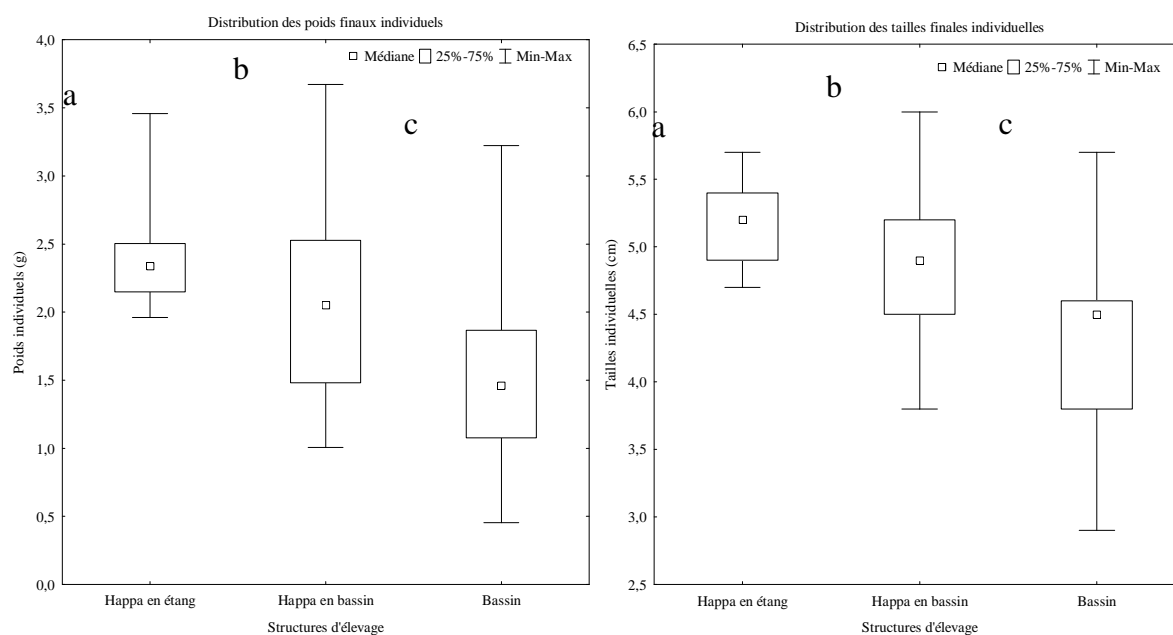 Distribution des poids finaux individuels
Médiane 25%-75% Min-Max
a
b
c
4,0
3,5
3,0
2,5
2,0
1,5
1,0
0,5
0,0
Poids individuels (g)
Happa en étang Happa en bassin Bassin
Structures d'élevage
Distribution des tailles finales individuelles
Médiane 25%-75% Min-Max
a
b
c
6,5
6,0
5,5
5,0
4,5
4,0
3,5
3,0
2,5
Tailles individuelles (cm)
Happa en étang Happa en bassin Bassin
Structures d'élevage